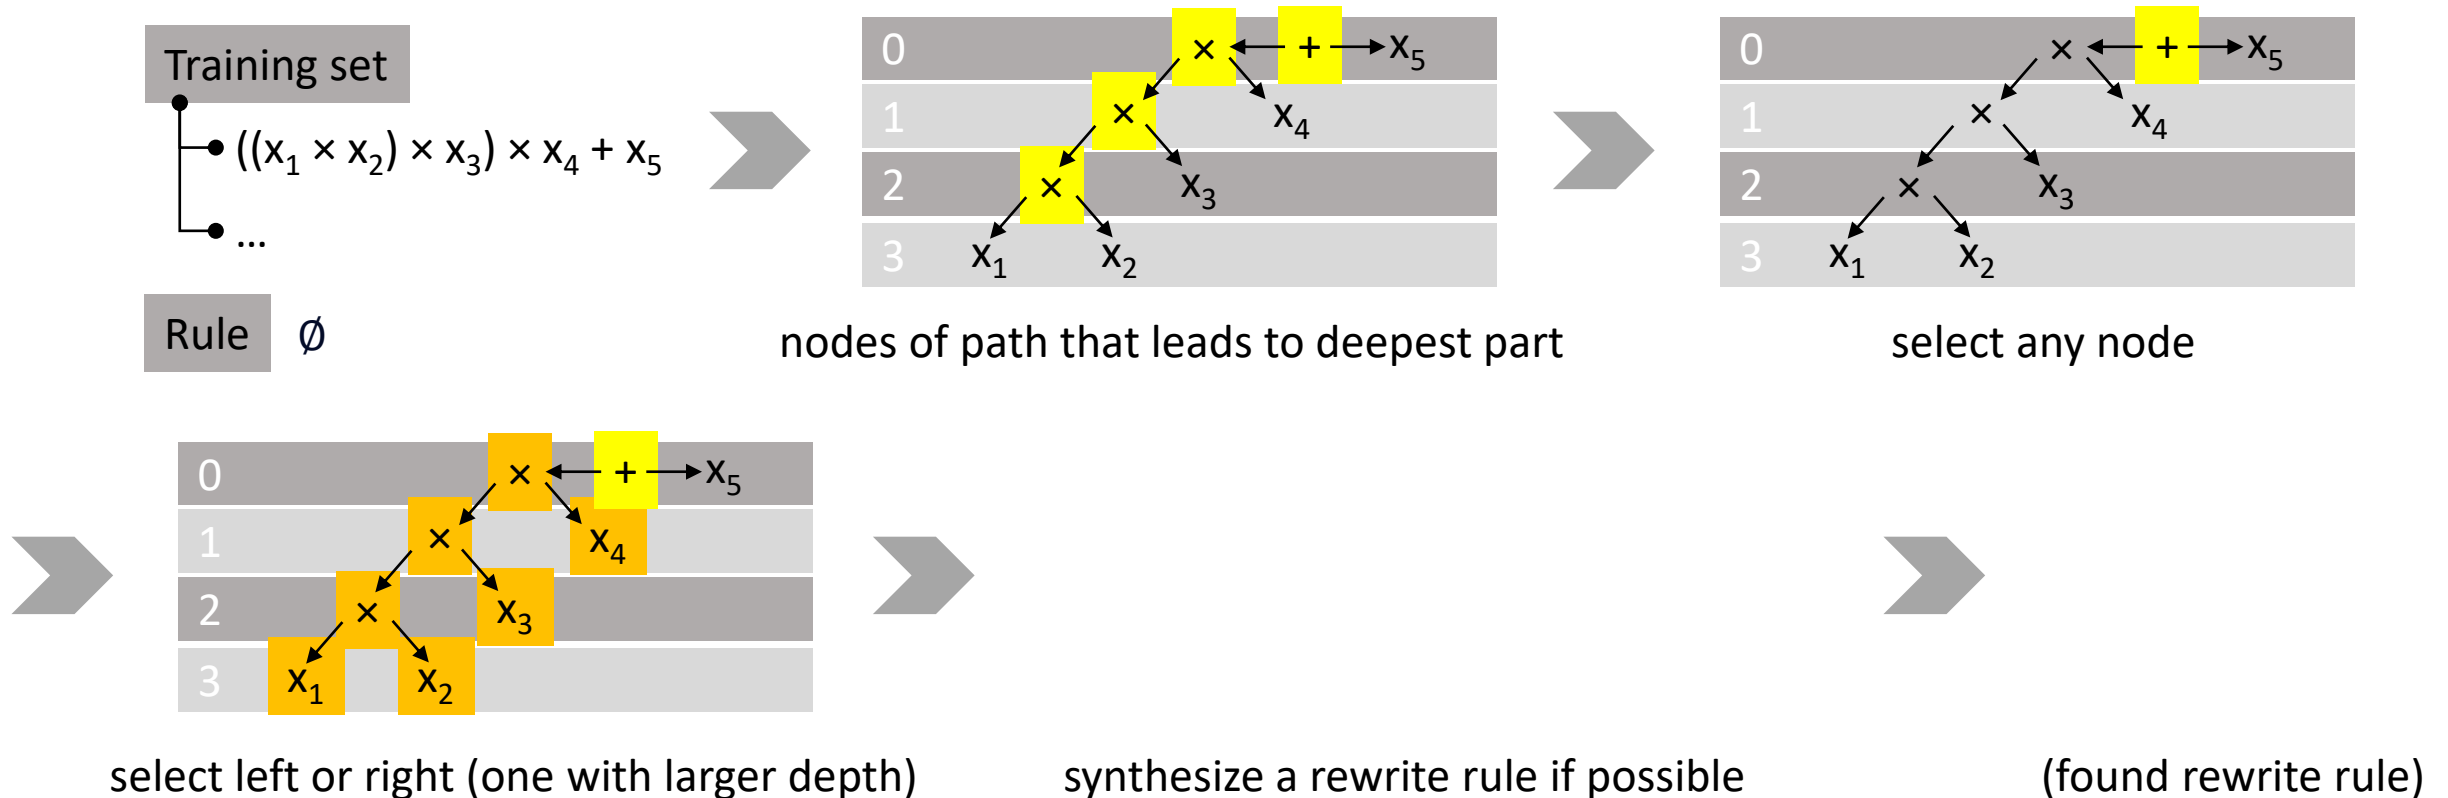 Training set
((x₁ × x₂) × x₃) × x₄ + x₅
...
Rule ∅
0 × + x₅
1 × x₄
2 × x₃
3 x₁ x₂
nodes of path that leads to deepest part
0 × + x₅
1 × x₄
2 × x₃
3 x₁ x₂
select any node
0 × + x₅
1 × x₄
2 × x₃
3 x₁ x₂
select left or right (one with larger depth)
synthesize a rewrite rule if possible
(found rewrite rule)